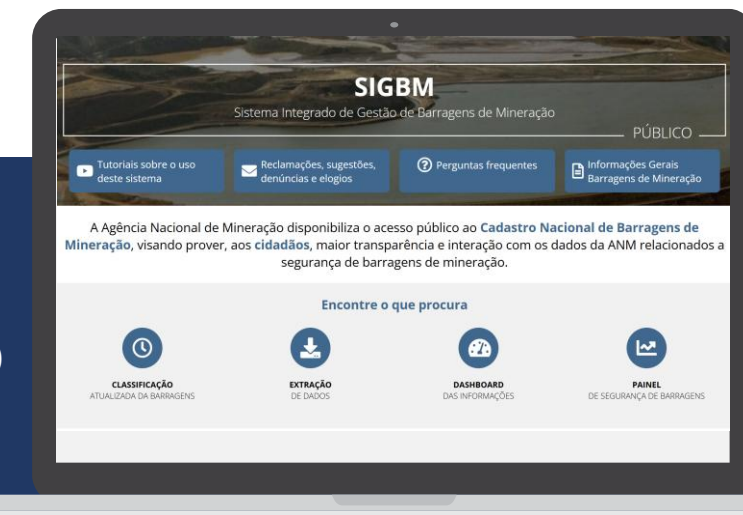 SIGBM
Sistema Integrado de Gestão de Barragens de Mineração
PÚBLICO
Tutoriais sobre o uso
deste sistema
Reclamações, sugestões,
denúncias e elogios
Perguntas frequentes
Informações Gerais
Barragens de Mineração
A Agência Nacional de Mineração disponibiliza o acesso público ao Cadastro Nacional de Barragens de
Mineração, visando prover, aos cidadãos, maior transparência e interação com os dados da ANM relacionados a
segurança de barragens de mineração.
Encontre o que procura
CLASSIFICAÇÃO
ATUALIZADA DA BARRAGENS
EXTRAÇÃO
DE DADOS
DASHBOARD
DAS INFORMAÇÕES
PAINEL
DE SEGURANÇA DE BARRAGENS